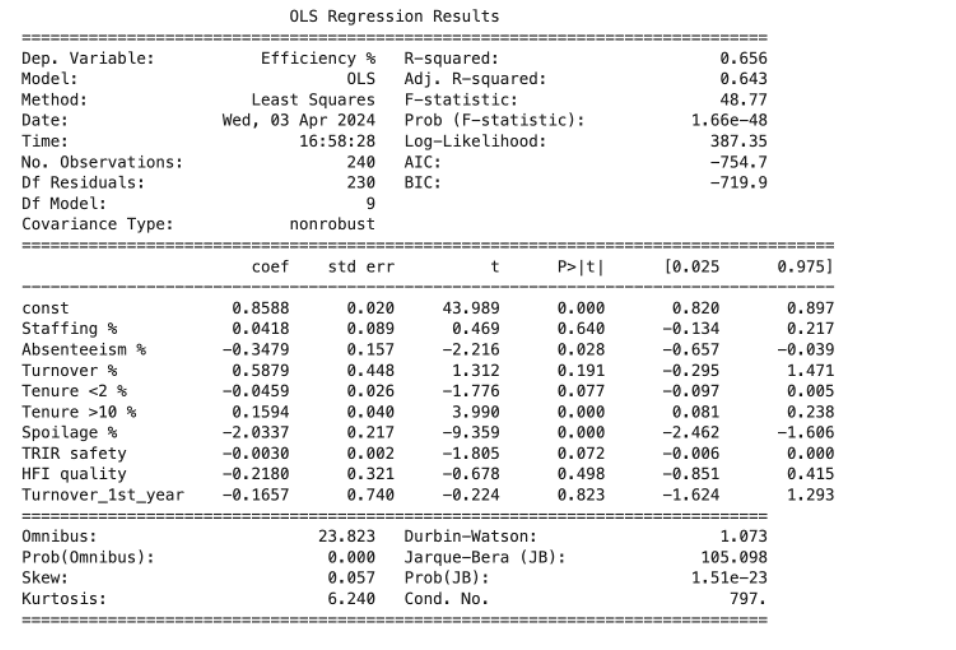 OLS Regression Results
==============================================================================
Dep. Variable:           Efficiency %   R-squared:                       0.656
Model:                            OLS   Adj. R-squared:                  0.643
Method:                 Least Squares   F-statistic:                     48.77
Date:                Wed, 03 Apr 2024   Prob (F-statistic):           1.66e-48
Time:                        16:58:28   Log-Likelihood:                 387.35
No. Observations:                 240   AIC:                            -754.7
Df Residuals:                     230   BIC:                            -719.9
Df Model:                           9
Covariance Type:            nonrobust
=====================================================================================
                        coef    std err          t      P>|t|      [0.025      0.975]
-------------------------------------------------------------------------------------
const                 0.8588      0.020     43.989      0.000       0.820       0.897
Staffing %            0.0418      0.089      0.469      0.640      -0.134       0.217
Absenteeism %        -0.3479      0.157     -2.216      0.028      -0.657      -0.039
Turnover %            0.5879      0.448      1.312      0.191      -0.295       1.471
Tenure <2 %          -0.0459      0.026     -1.776      0.077      -0.097       0.005
Tenure >10 %          0.1594      0.040      3.990      0.000       0.081       0.238
Spoilage %           -2.0337      0.217     -9.359      0.000      -2.462      -1.606
TRIR safety          -0.0030      0.002     -1.805      0.072      -0.006       0.000
HFI quality          -0.2180      0.321     -0.678      0.498      -0.851       0.415
Turnover_1st_year    -0.1657      0.740     -0.224      0.823      -1.624       1.293
==============================================================================
Omnibus:                       23.823   Durbin-Watson:                   1.073
Prob(Omnibus):                  0.000   Jarque-Bera (JB):              105.098
Skew:                           0.057   Prob(JB):                     1.51e-23
Kurtosis:                       6.240   Cond. No.                         797.
==============================================================================